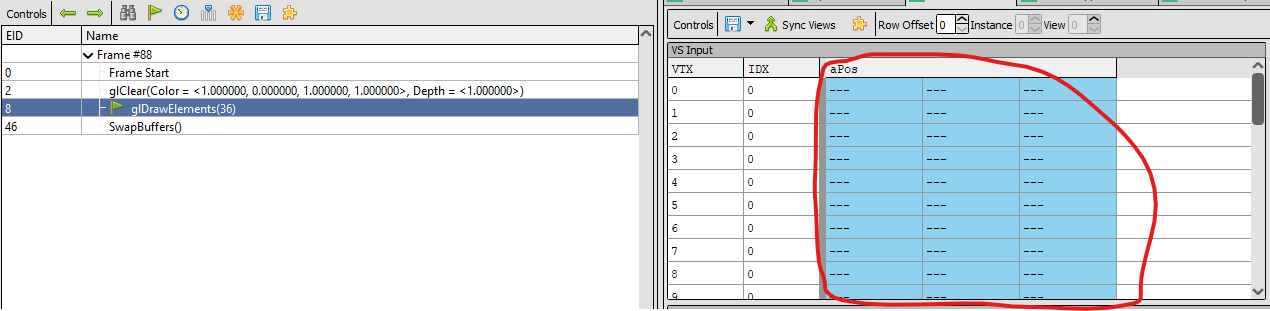 Controls
EID Name
Frame #88
0 Frame Start
2 glClear(Color = <1.000000, 0.000000, 1.000000, 1.000000>, Depth = <1.000000>)
8 glDrawElements(36)
46 SwapBuffers()
Controls Sync Views Row Offset 0 Instance 0 View 0
VS Input
VTX IDX aPos
0 0 --- --- ---
1 0 --- --- ---
2 0 --- --- ---
3 0 --- --- ---
4 0 --- --- ---
5 0 --- --- ---
6 0 --- --- ---
7 0 --- --- ---
8 0 --- --- ---
9 0 --- --- ---